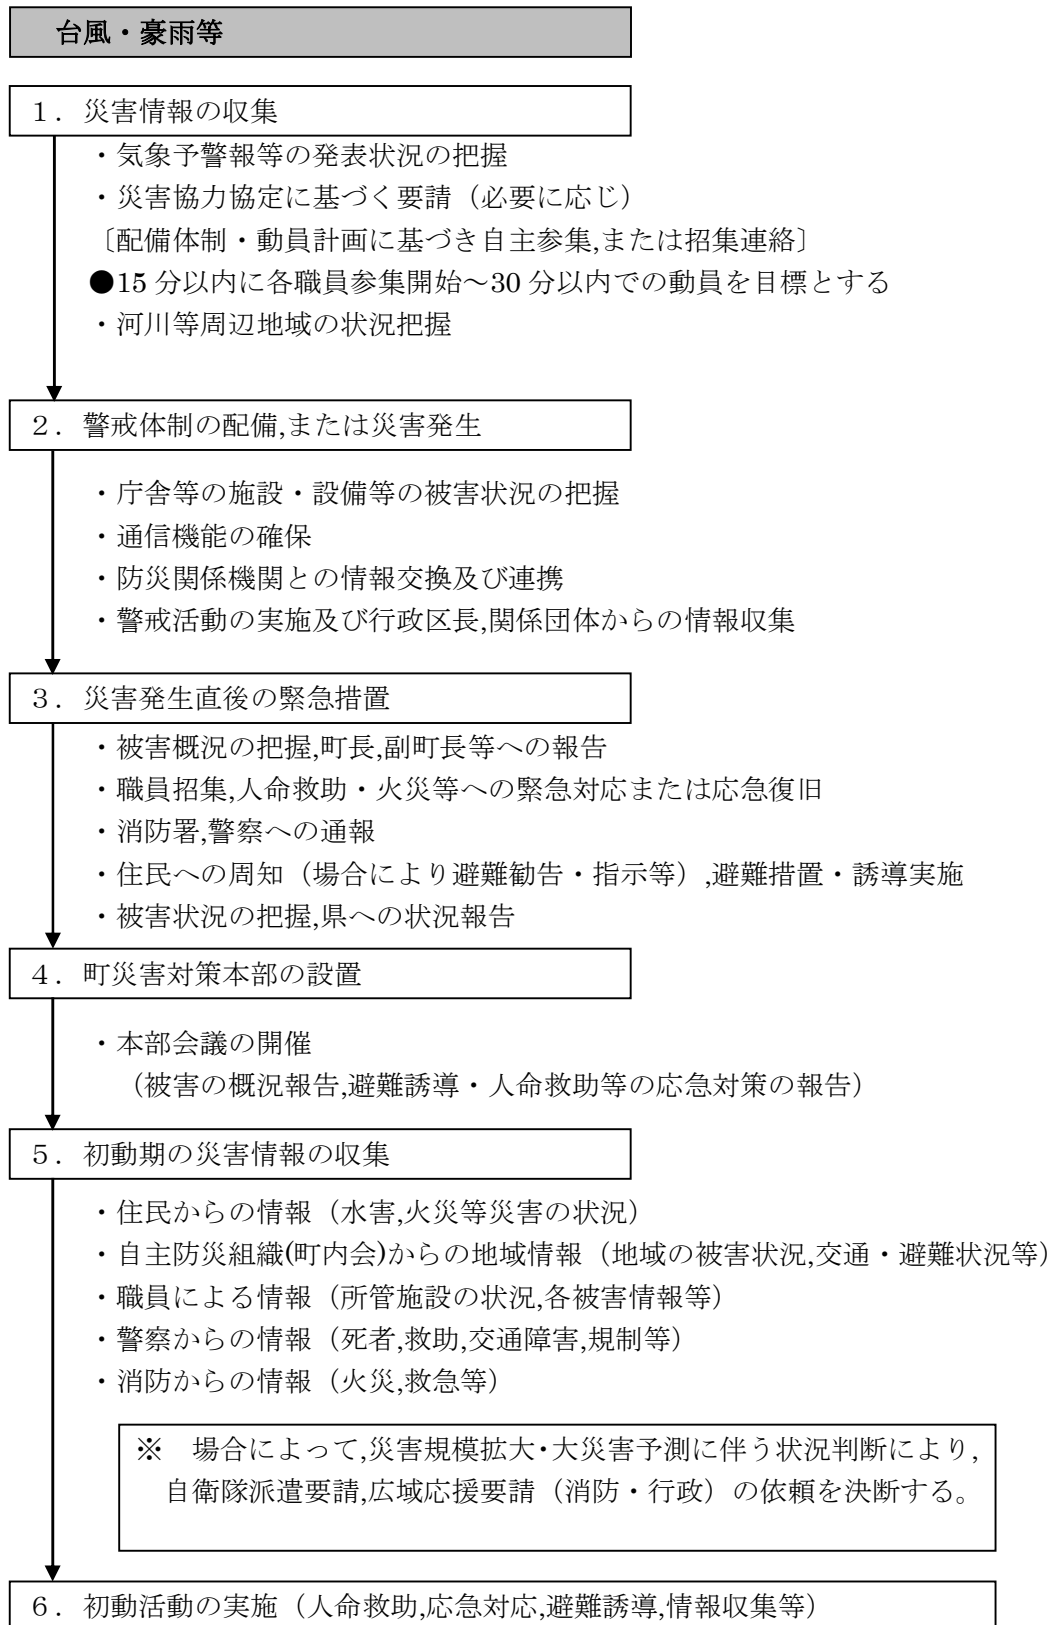 台風・豪雨等
１．災害情報の収集
・気象予警報等の発表状況の把握
・災害協力協定に基づく要請（必要に応じ）
〔配備体制・動員計画に基づき自主参集,または招集連絡〕
●15 分以内に各職員参集開始～30 分以内での動員を目標とする
・河川等周辺地域の状況把握
２．警戒体制の配備,または災害発生
・庁舎等の施設・設備等の被害状況の把握
・通信機能の確保
・防災関係機関との情報交換及び連携
・警戒活動の実施及び行政区長,関係団体からの情報収集
３．災害発生直後の緊急措置
・被害概況の把握,町長,副町長等への報告
・職員招集,人命救助・火災等への緊急対応または応急復旧
・消防署,警察への通報
・住民への周知（場合により避難勧告・指示等）,避難措置・誘導実施
・被害状況の把握,県への状況報告
４．町災害対策本部の設置
・本部会議の開催
（被害の概況報告,避難誘導・人命救助等の応急対策の報告）
５．初動期の災害情報の収集
・住民からの情報（水害,火災等災害の状況）
・自主防災組織(町内会)からの地域情報（地域の被害状況,交通・避難状況等）
・職員による情報（所管施設の状況,各被害情報等）
・警察からの情報（死者,救助,交通障害,規制等）
・消防からの情報（火災,救急等）
※　場合によって,災害規模拡大・大災害予測に伴う状況判断により,
自衛隊派遣要請,広域応援要請（消防・行政）の依頼を決断する。
６．初動活動の実施（人命救助,応急対応,避難誘導,情報収集等）